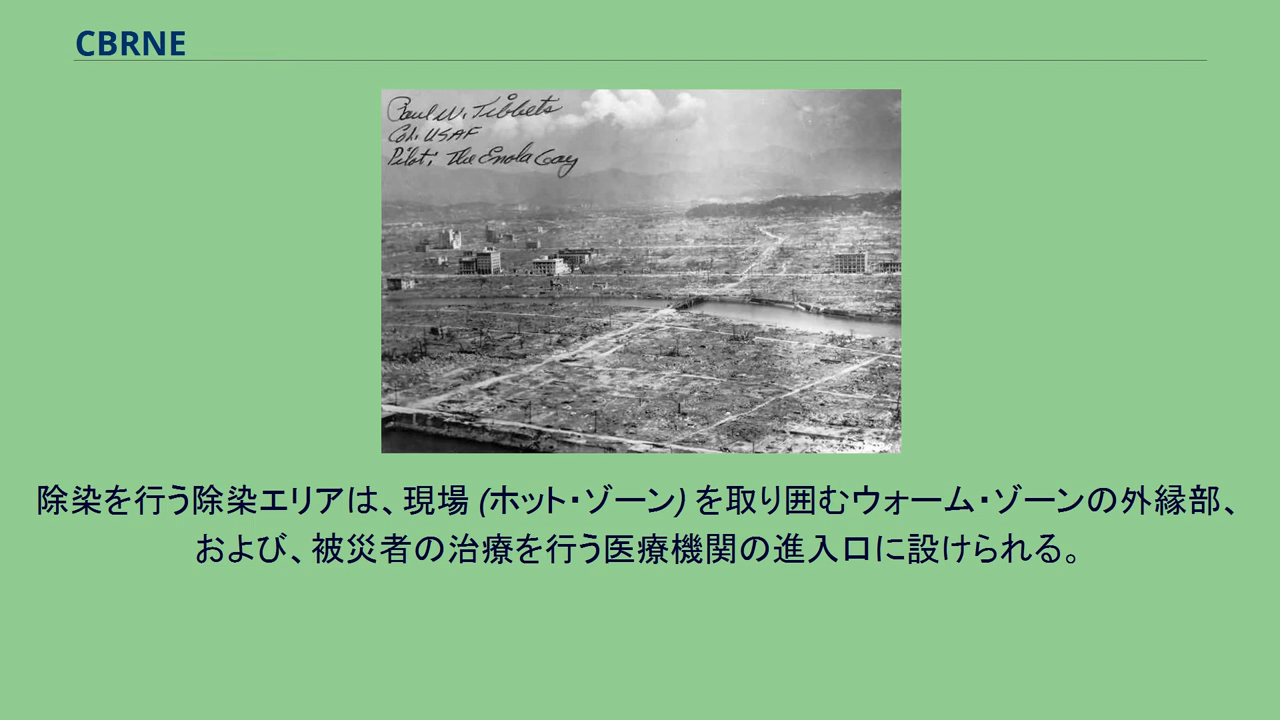 CBRNE
Paul W. Tibbets
Col. USAF
Pilot: The Enola Gay
除染を行う除染エリアは、現場 (ホット・ゾーン) を取り囲むウォーム・ゾーンの外縁部、
および、被災者の治療を行う医療機関の進入口に設けられる。